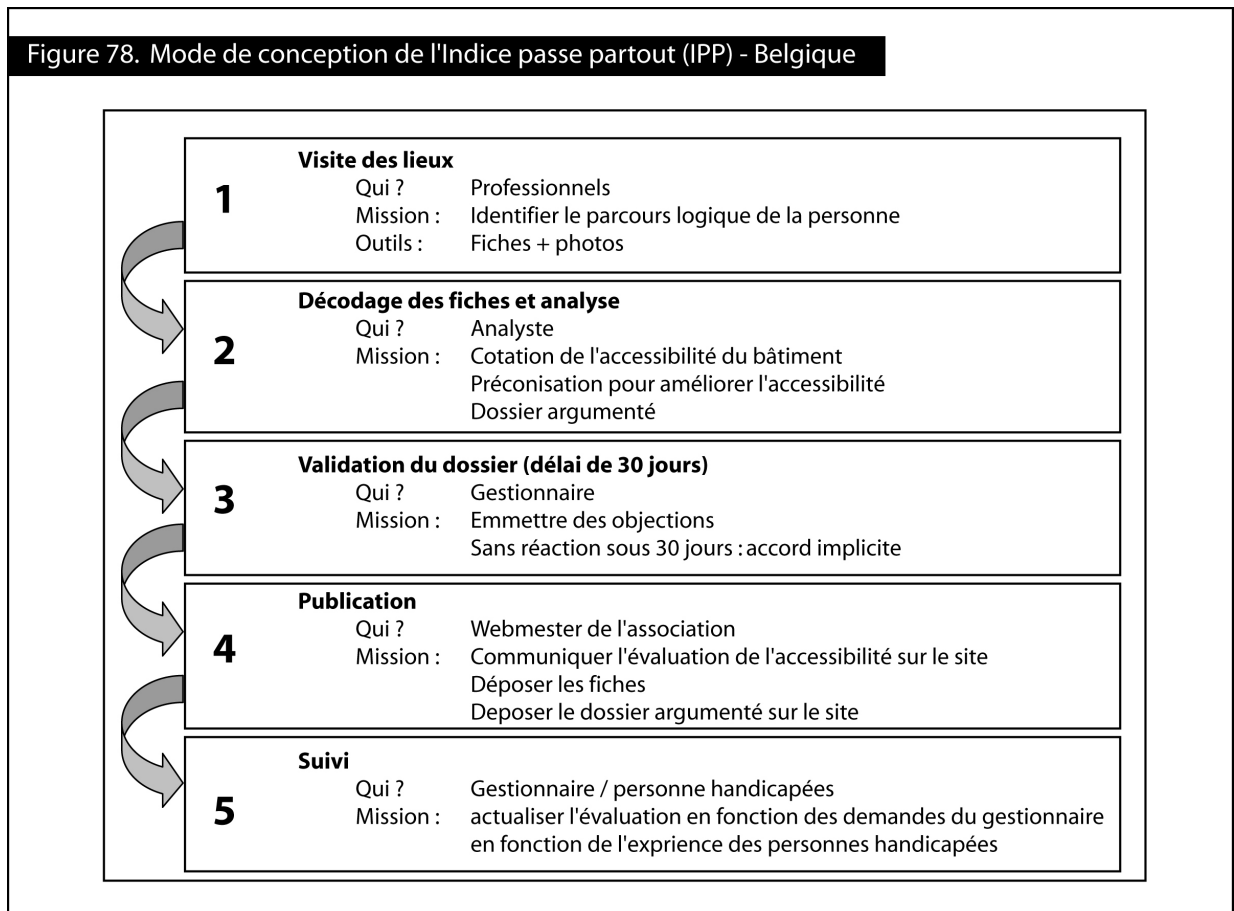 Figure 78. Mode de conception de l'Indice passe partout (IPP) - Belgique
1
Visite des lieux
Qui ? Professionnels
Mission : Identifier le parcours logique de la personne
Outils : Fiches + photos
2
Décodage des fiches et analyse
Qui ? Analyste
Mission : Cotation de l'accessibilité du bâtiment
Préconisation pour améliorer l'accessibilité
Dossier argumenté
3
Validation du dossier (délai de 30 jours)
Qui ? Gestionnaire
Mission : Emmettre des objections
Sans réaction sous 30 jours : accord implicite
4
Publication
Qui ? Webmester de l'association
Mission : Communiquer l'évaluation de l'accessibilité sur le site
Déposer les fiches
Deposer le dossier argumenté sur le site
5
Suivi
Qui ? Gestionnaire / personne handicapées
Mission : actualiser l'évaluation en fonction des demandes du gestionnaire
en fonction de l'exprience des personnes handicapées